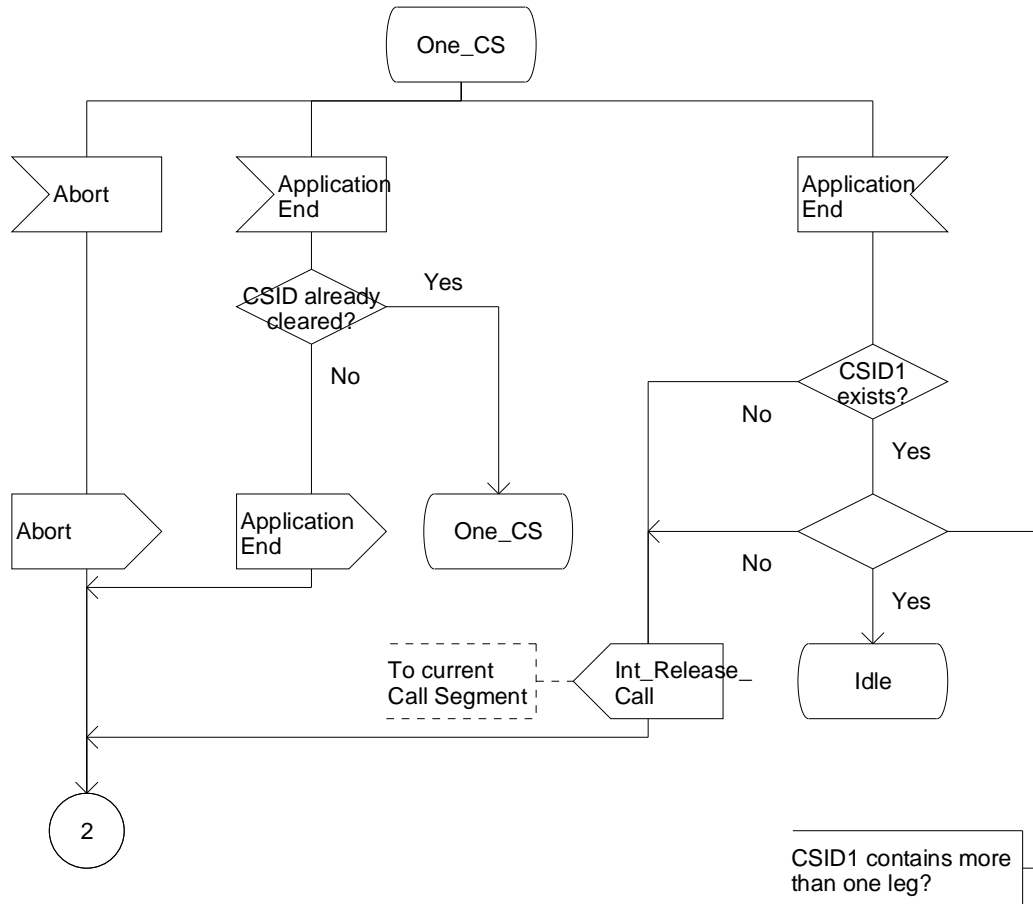 One_CS
Abort
Application
End
Application
End
CSID already
cleared?
Yes
No
CSID1
exists?
No
Yes
Abort
Application
End
One_CS
No
Yes
To current
Call Segment
Int_Release_
Call
Idle
2
CSID1 contains more
than one leg?